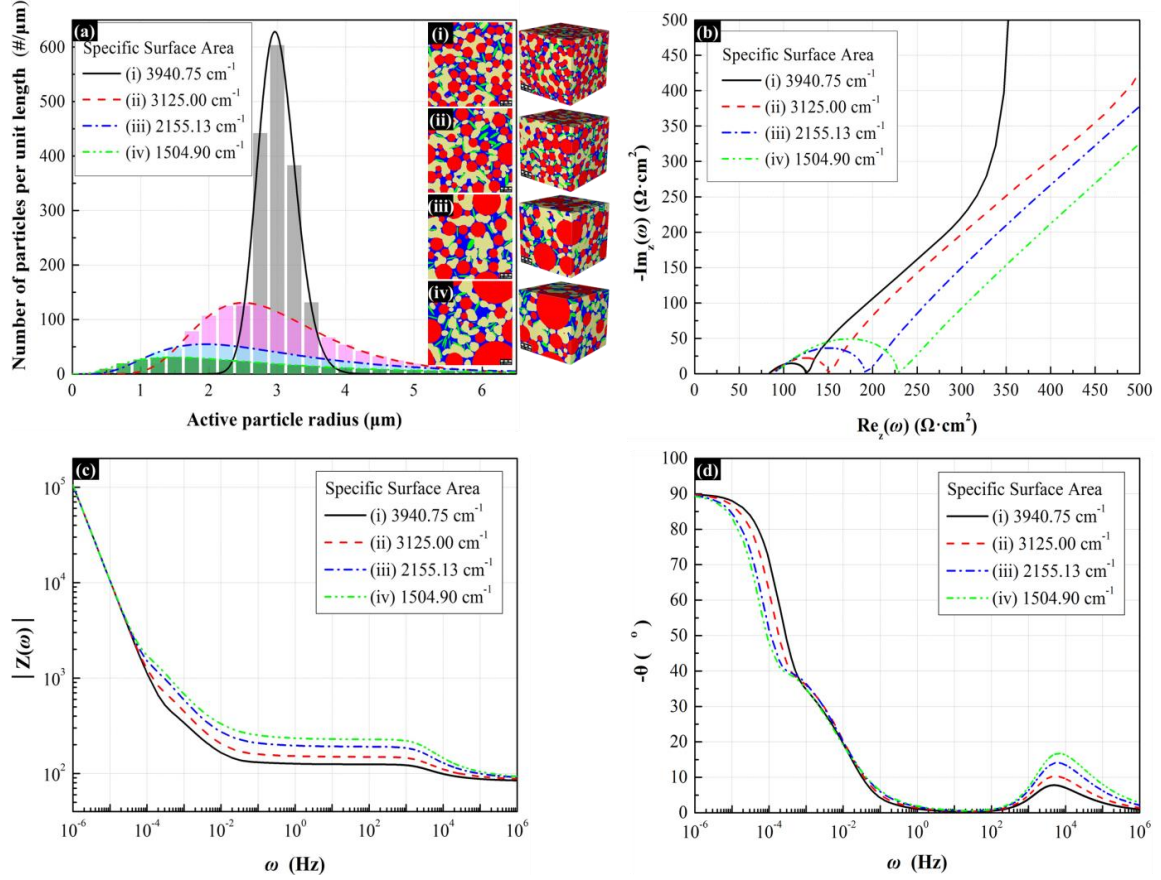 (a)
Specific Surface Area
(i) 3940.75 cm⁻¹
(ii) 3125.00 cm⁻¹
(iii) 2155.13 cm⁻¹
(iv) 1504.90 cm⁻¹
(i)
(ii)
(iii)
(iv)
Number of particles per unit length (#/μm)
600
500
400
300
200
100
0
0 1 2 3 4 5 6
Active particle radius (μm)
(b)
Specific Surface Area
(i) 3940.75 cm⁻¹
(ii) 3125.00 cm⁻¹
(iii) 2155.13 cm⁻¹
(iv) 1504.90 cm⁻¹
-Im_z(ω) (Ω·cm²)
500
450
400
350
300
250
200
150
100
50
0
0 50 100 150 200 250 300 350 400 450 500
Re_z(ω) (Ω·cm²)
(c)
Specific Surface Area
(i) 3940.75 cm⁻¹
(ii) 3125.00 cm⁻¹
(iii) 2155.13 cm⁻¹
(iv) 1504.90 cm⁻¹
| Z(ω) |
10⁵
10⁴
10³
10²
10⁻⁶ 10⁻⁴ 10⁻² 10⁰ 10² 10⁴ 10⁶
ω (Hz)
(d)
Specific Surface Area
(i) 3940.75 cm⁻¹
(ii) 3125.00 cm⁻¹
(iii) 2155.13 cm⁻¹
(iv) 1504.90 cm⁻¹
-θ ( ° )
100
90
80
70
60
50
40
30
20
10
0
10⁻⁶ 10⁻⁴ 10⁻² 10⁰ 10² 10⁴ 10⁶
ω (Hz)